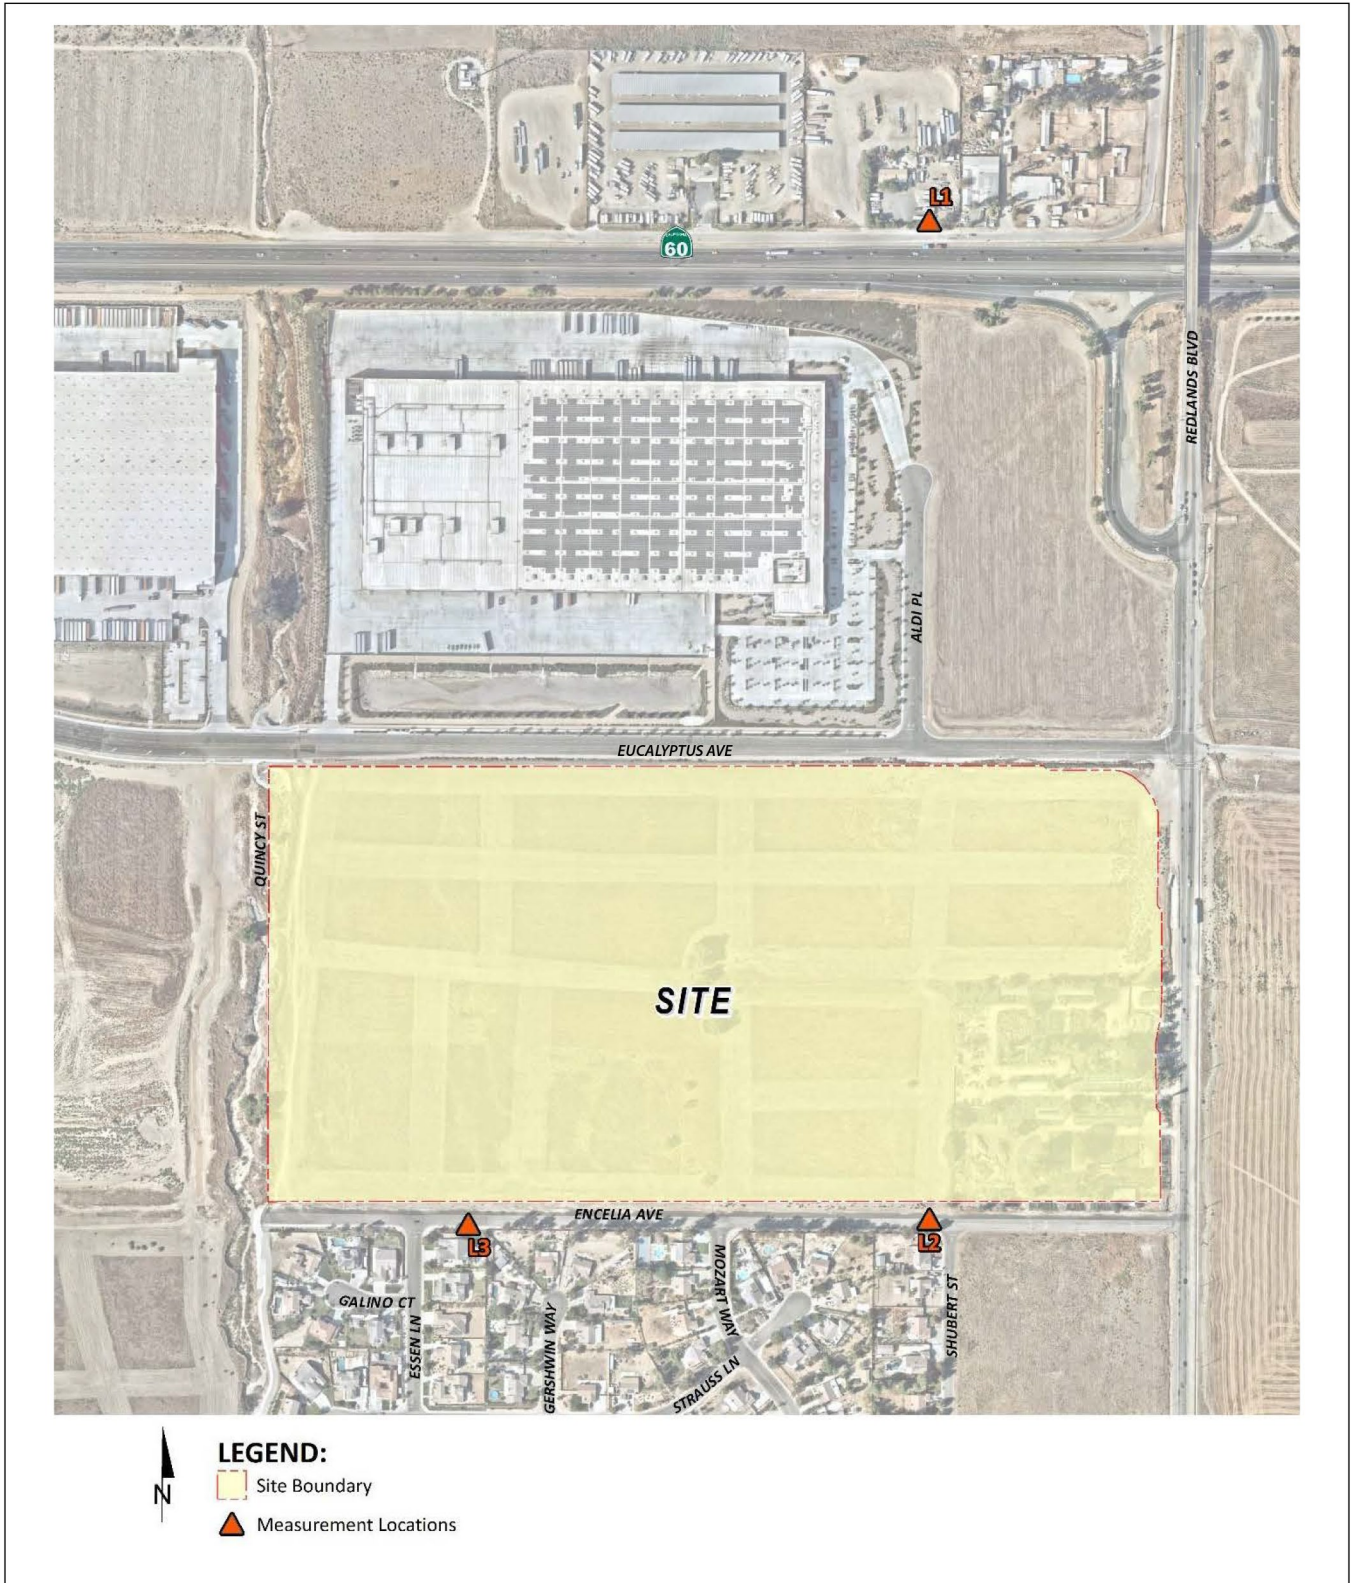 L1
CALIFORNIA
60
REDLANDS BLVD
ALDI PL
EUCALYPTUS AVE
QUINCY ST
SITE
ENCELIA AVE
L3
L2
GALINO CT
ESSEN LN
GERSHWIN WAY
MOZART WAY
STRAUSS LN
SHUBERT ST
N
LEGEND:
Site Boundary
Measurement Locations